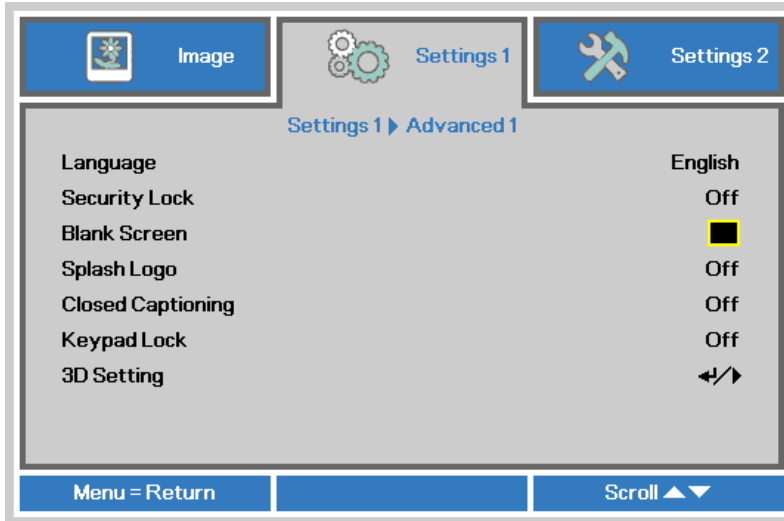 Image
Settings 1
Settings 2
Settings 1 ▶ Advanced 1
Language English
Security Lock Off
Blank Screen
Splash Logo Off
Closed Captioning Off
Keypad Lock Off
3D Setting ↵/▶
Menu = Return Scroll ▲▼